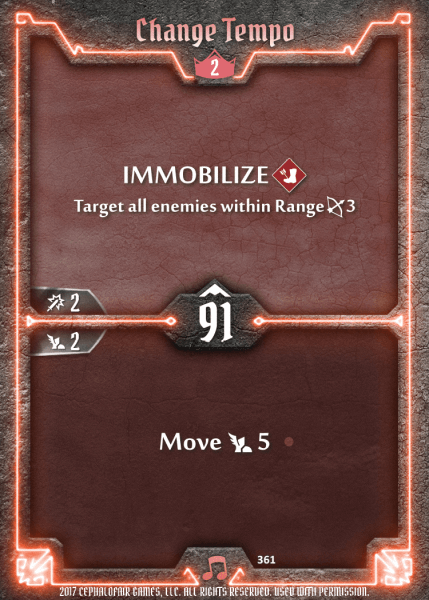 Change Tempo
2
IMMOBILIZE
Target all enemies within Range 3
2
91
2
Move 5
361
2017 CEPHALOFAIR GAMES, LLC. ALL RIGHTS RESERVED. USED WITH PERMISSION.